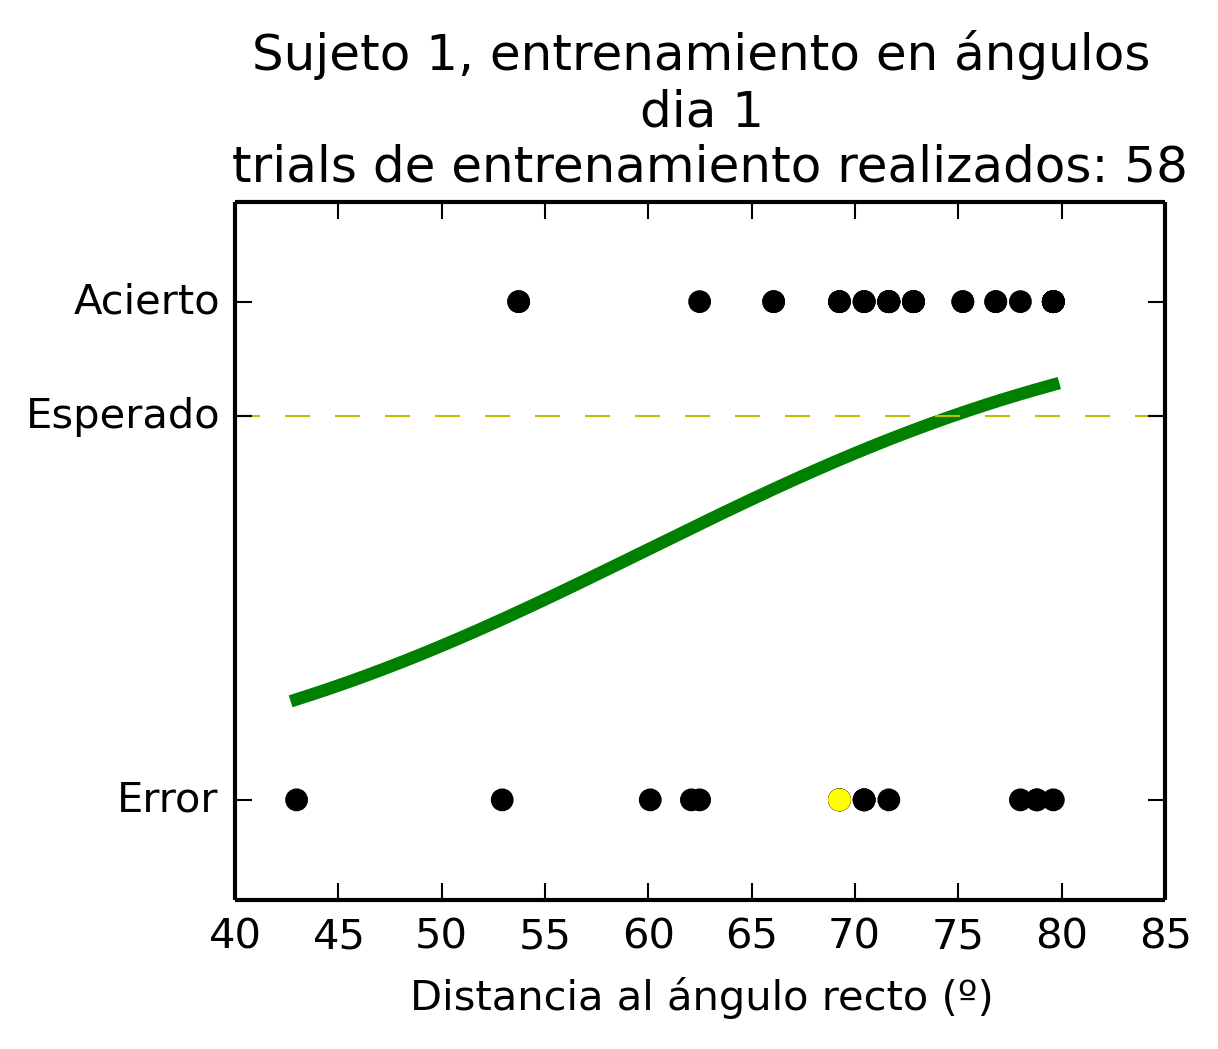 Sujeto 1, entrenamiento en ángulos
dia 1
trials de entrenamiento realizados: 58
Acierto
Esperado
Error
40 45 50 55 60 65 70 75 80 85
Distancia al ángulo recto (º)